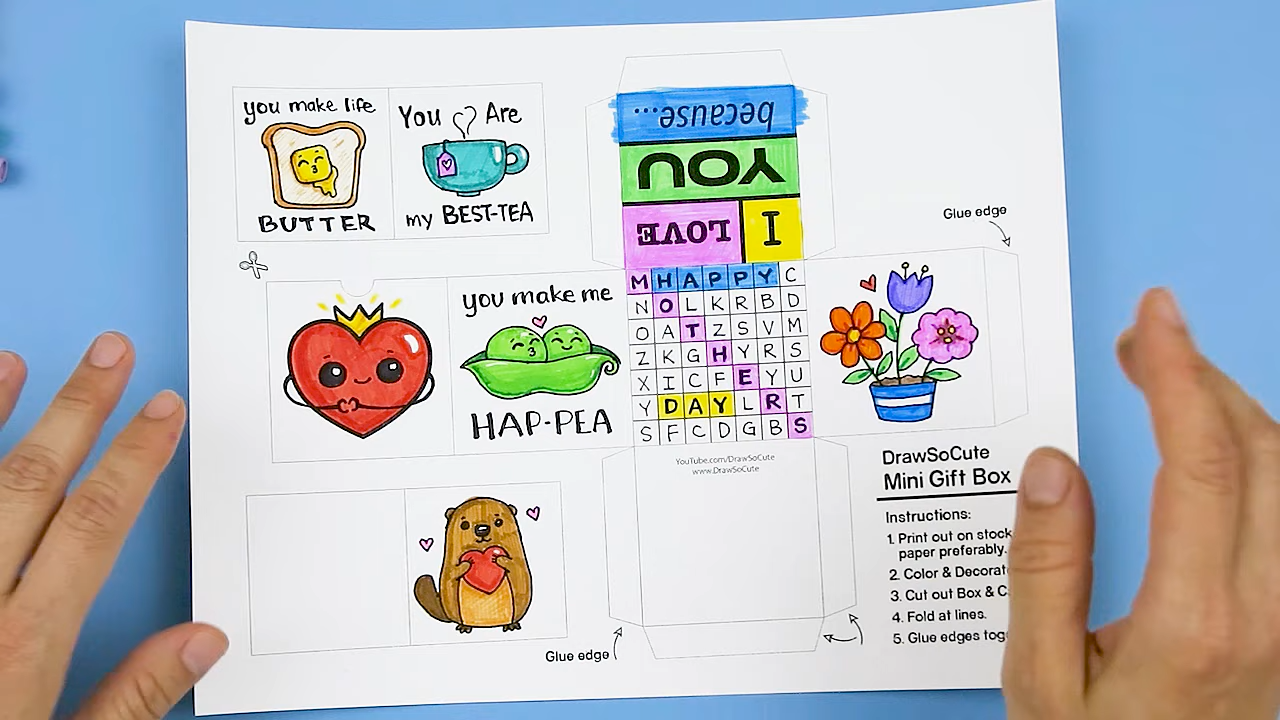 you make life
BUTTER
You Are
my BEST-TEA
because...
YOU
I LOVE
Glue edge
you make me
HAP-PEA
M H A P P Y C
N O L K R B D
O A T Z S V M
Z K G H Y R S
X I C F E Y U
Y D A Y L R T
S F C D G B S
YouTube.com/DrawSoCute
www.DrawSoCute
DrawSoCute
Mini Gift Box
Instructions:
1. Print out on stock
paper preferably.
2. Color & Decorat
3. Cut out Box & C
4. Fold at lines.
5. Glue edges tog
Glue edge